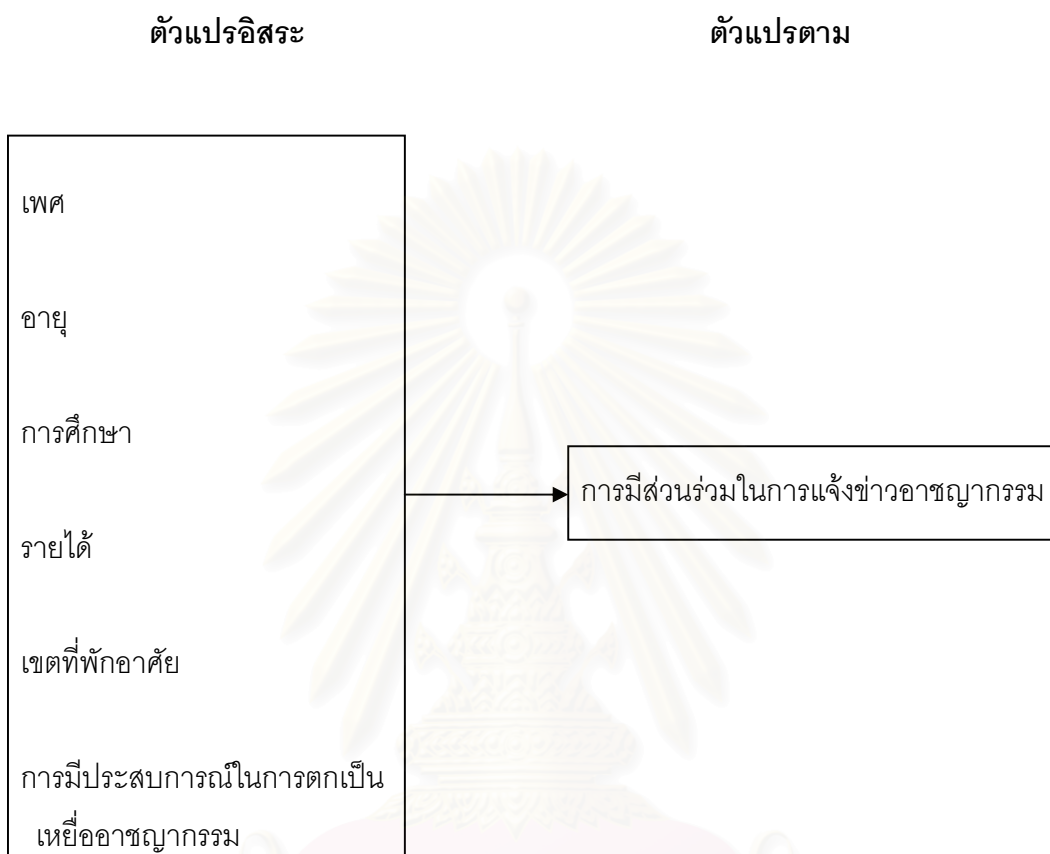 ตัวแปรอิสระ
ตัวแปรตาม
เพศ
อายุ
การศึกษา
รายได้
เขตที่พักอาศัย
การมีประสบการณ์ในการตกเป็น
เหยื่ออาชญากรรม
การมีส่วนร่วมในการแจ้งข่าวอาชญากรรม